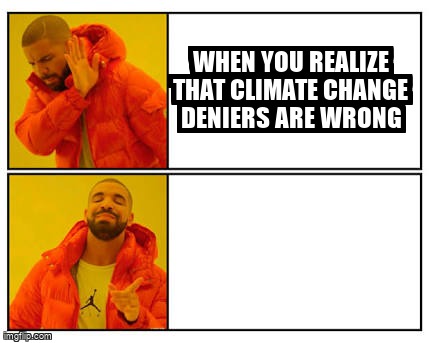 WHEN YOU REALIZE
THAT CLIMATE CHANGE
DENIERS ARE WRONG
imgflip.com